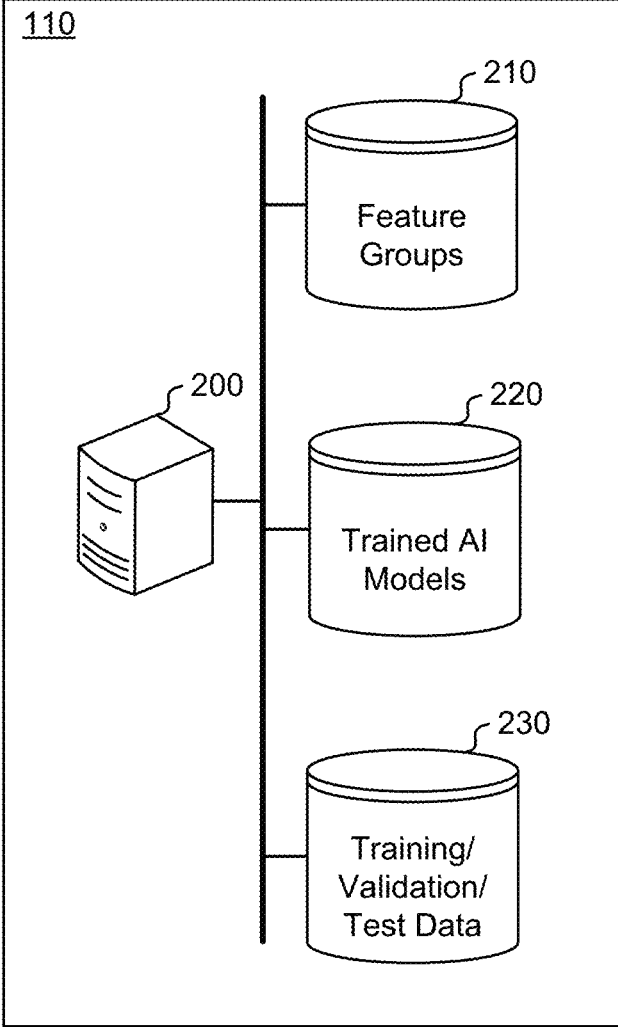 110
210
Feature
Groups
200
220
Trained AI
Models
230
Training/
Validation/
Test Data